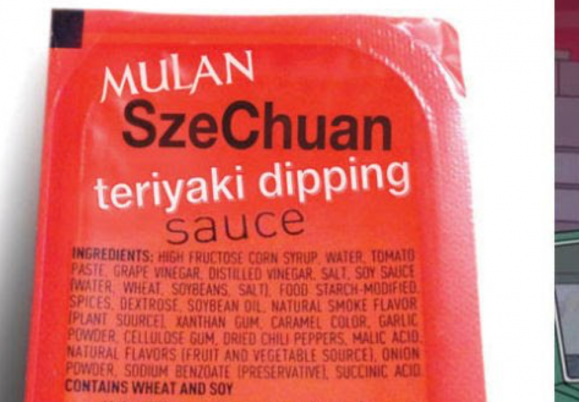 MULAN
SzeChuan
teriyaki dipping
sauce
INGREDIENTS: HIGH FRUCTOSE CORN SYRUP, WATER, TOMATO
PASTE, GRAPE VINEGAR, DISTILLED VINEGAR, SALT, SOY SAUCE
(WATER, WHEAT, SOYBEANS, SALT), FOOD STARCH-MODIFIED,
SPICES, DEXTROSE, SOYBEAN OIL, NATURAL SMOKE FLAVOR
(PLANT SOURCE), XANTHAN GUM, CARAMEL COLOR, GARLIC
POWDER, CELLULOSE GUM, DRIED CHILI PEPPERS, MALIC ACID,
NATURAL FLAVORS (FRUIT AND VEGETABLE SOURCE), ONION
POWDER, SODIUM BENZOATE (PRESERVATIVE), SUCCINIC ACID
CONTAINS WHEAT AND SOY